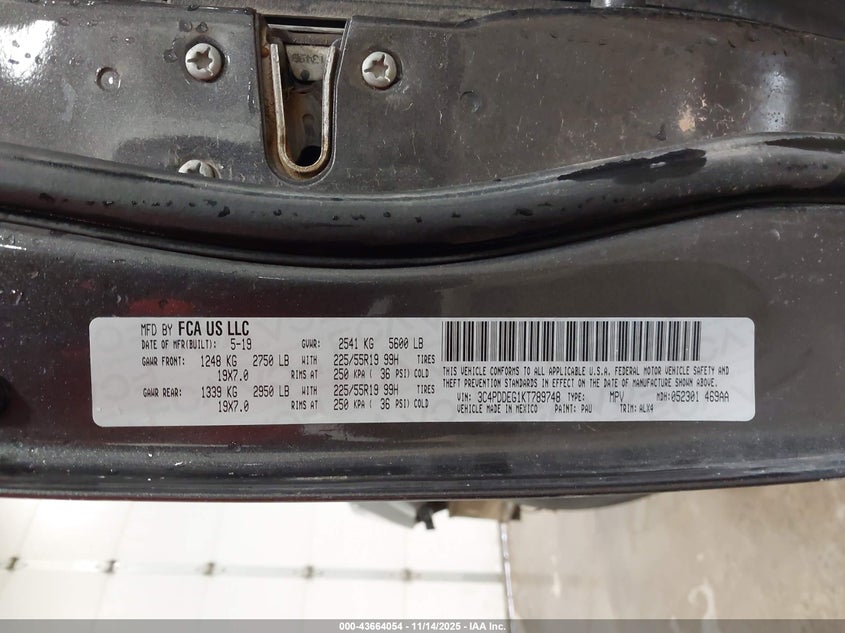 MFD BY FCA US LLC
DATE OF MFR(BUILT): 5-19 GVWR: 2541 KG 5600 LB
GAWR FRONT: 1248 KG 2750 LB WITH 225/55R19 99H TIRES
19X7.0 RIMS AT 250 KPA ( 36 PSI) COLD
GAWR REAR: 1339 KG 2950 LB WITH 225/55R19 99H TIRES
19X7.0 RIMS AT 250 KPA ( 36 PSI) COLD
THIS VEHICLE CONFORMS TO ALL APPLICABLE U.S.A. FEDERAL MOTOR VEHICLE SAFETY AND
THEFT PREVENTION STANDARDS IN EFFECT ON THE DATE OF MANUFACTURE SHOWN ABOVE.
VIN: 3C4PDDEG1KT789748 TYPE: MPV MDH: 052301 469AA
VEHICLE MADE IN MEXICO PAINT: PAU TRIM: ALX4
000-43664054 - 11/14/2025 - IAA Inc.